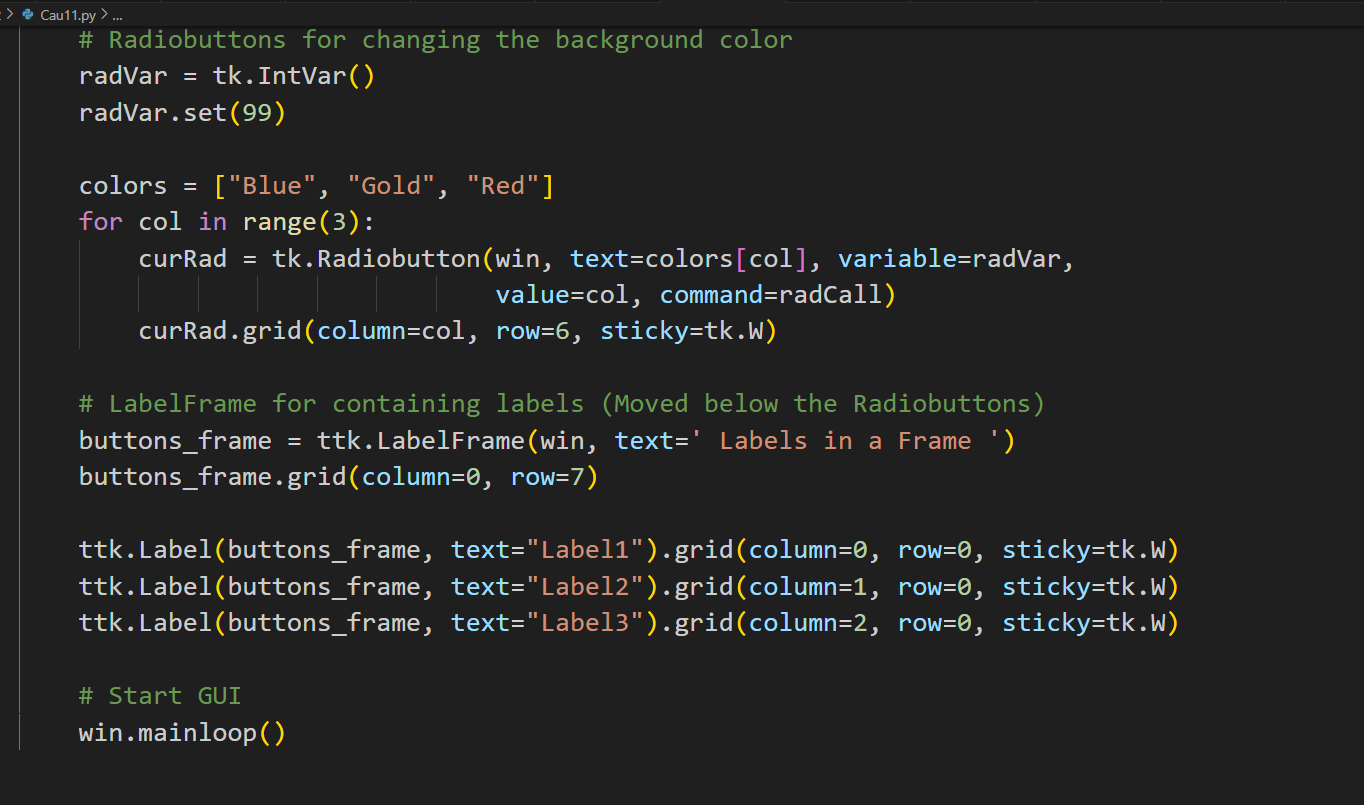 Cau11.py > ...
# Radiobuttons for changing the background color
radVar = tk.IntVar()
radVar.set(99)
colors = ["Blue", "Gold", "Red"]
for col in range(3):
curRad = tk.Radiobutton(win, text=colors[col], variable=radVar,
value=col, command=radCall)
curRad.grid(column=col, row=6, sticky=tk.W)
# LabelFrame for containing labels (Moved below the Radiobuttons)
buttons_frame = ttk.LabelFrame(win, text=' Labels in a Frame ')
buttons_frame.grid(column=0, row=7)
ttk.Label(buttons_frame, text="Label1").grid(column=0, row=0, sticky=tk.W)
ttk.Label(buttons_frame, text="Label2").grid(column=1, row=0, sticky=tk.W)
ttk.Label(buttons_frame, text="Label3").grid(column=2, row=0, sticky=tk.W)
# Start GUI
win.mainloop()